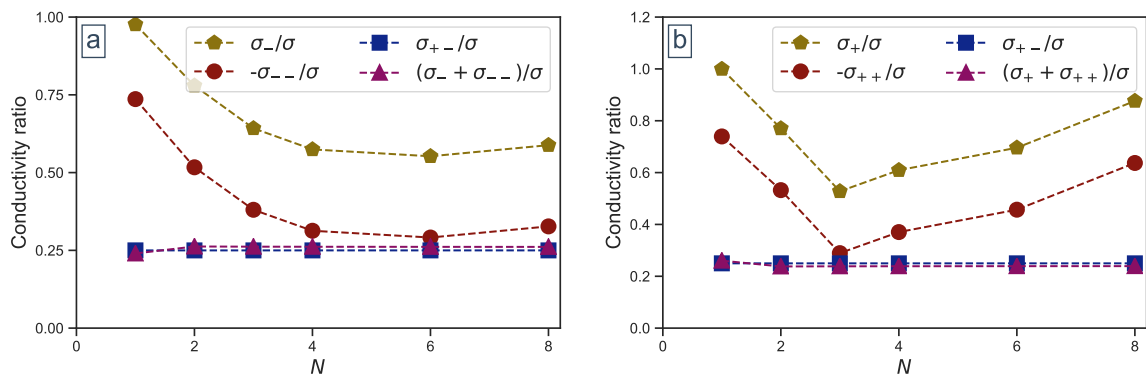 a
σ₋/σ
-σ₋₋/σ
σ₊₋/σ
(σ₋ + σ₋₋)/σ
Conductivity ratio
1.00
0.75
0.50
0.25
0.00
0 2 4 6 8
N
b
σ₊/σ
-σ₊₊/σ
σ₊₋/σ
(σ₊ + σ₊₊)/σ
Conductivity ratio
1.2
1.0
0.8
0.6
0.4
0.2
0.0
0 2 4 6 8
N